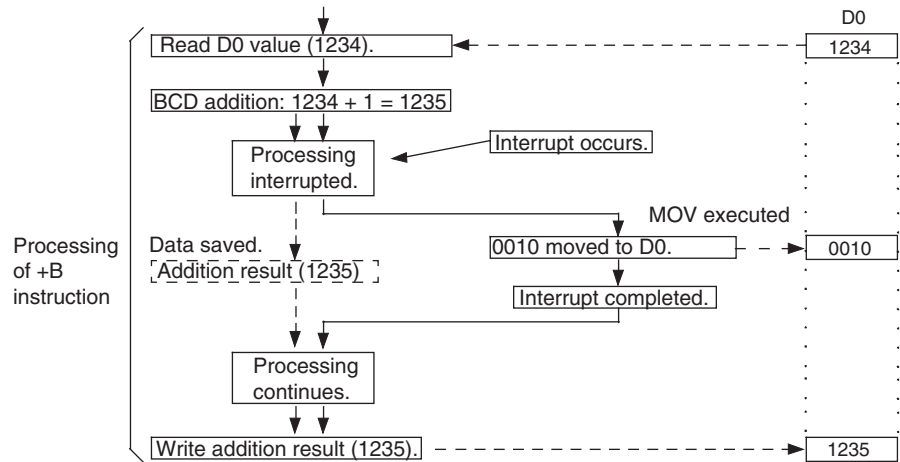 D0
Read D0 value (1234).
1234
BCD addition: 1234 + 1 = 1235
Interrupt occurs.
Processing
interrupted.
MOV executed
Processing
of +B
instruction
Data saved.
0010 moved to D0.
0010
Addition result (1235)
Interrupt completed.
Processing
continues.
Write addition result (1235).
1235